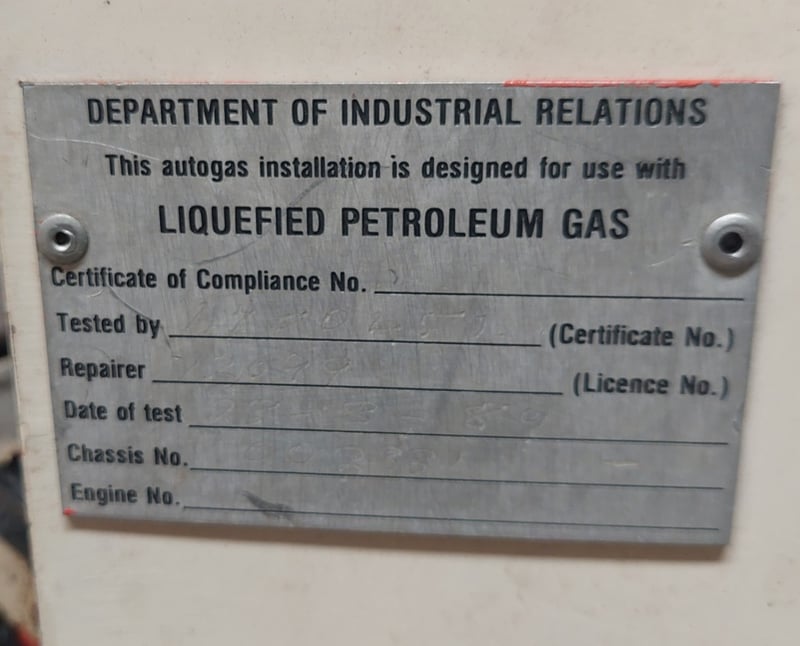 DEPARTMENT OF INDUSTRIAL RELATIONS
This autogas installation is designed for use with
LIQUEFIED PETROLEUM GAS
Certificate of Compliance No.
Tested by (Certificate No.)
Repairer (Licence No.)
Date of test
Chassis No.
Engine No.